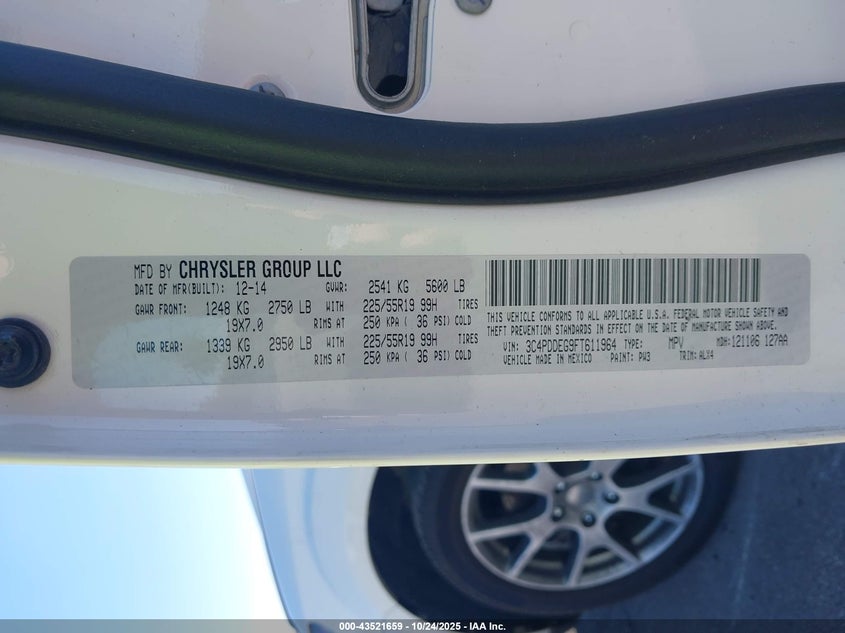 MFD BY CHRYSLER GROUP LLC
DATE OF MFR(BUILT): 12-14 GVWR: 2541 KG 5600 LB
GAWR FRONT: 1248 KG 2750 LB WITH 225/55R19 99H TIRES
19X7.0 RIMS AT 250 KPA ( 36 PSI) COLD
GAWR REAR: 1339 KG 2950 LB WITH 225/55R19 99H TIRES
19X7.0 RIMS AT 250 KPA ( 36 PSI) COLD
THIS VEHICLE CONFORMS TO ALL APPLICABLE U.S.A. FEDERAL MOTOR VEHICLE SAFETY AND
THEFT PREVENTION STANDARDS IN EFFECT ON THE DATE OF MANUFACTURE SHOWN ABOVE.
VIN: 3C4PDDEG9FT611964 TYPE: MPV MDH: 121106 127AA
VEHICLE MADE IN MEXICO PAINT: PW3 TRIM: ALX4
000-43521659 - 10/24/2025 - IAA Inc.